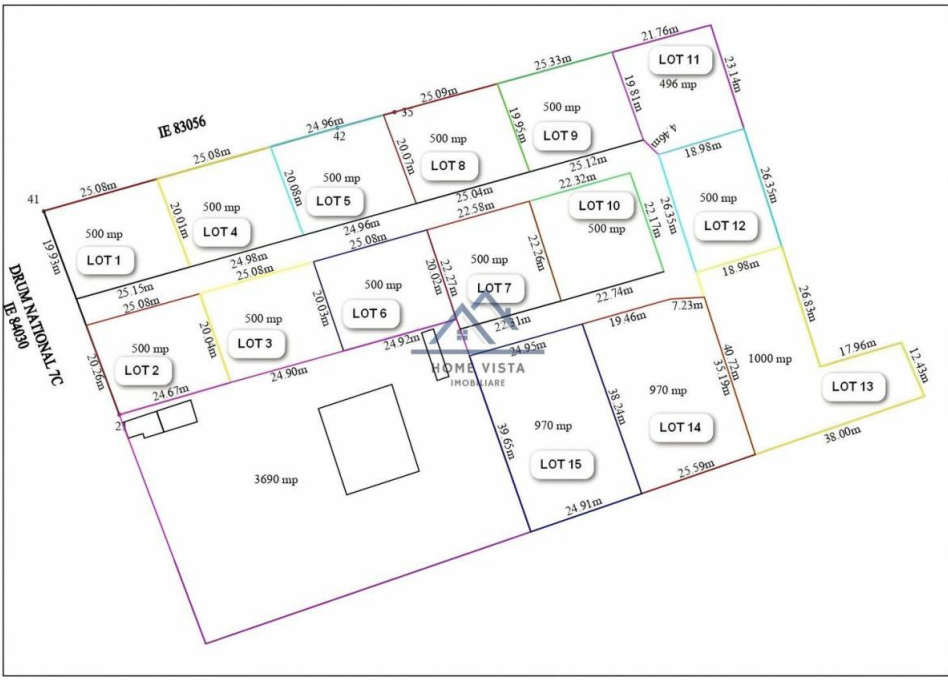 21.76m
LOT 11
23.14m
496 mp
19.81m
4.46m
25.33m
500 mp
LOT 9
19.95m
25.12m
25.09m
35
500 mp
LOT 8
20.07m
25.04m
24.96m
42
500 mp
LOT 5
20.08m
24.96m
IE 83056
25.08m
500 mp
LOT 4
20.01m
24.98m
41
25.08m
500 mp
LOT 1
19.93m
25.15m
DRUM NATIONAL 7C
IE 84030
25.08m
500 mp
LOT 2
20.26m
24.67m
25.08m
500 mp
LOT 3
20.04m
24.90m
25.08m
500 mp
LOT 6
20.03m
20.02m
24.92m
22.58m
500 mp
LOT 7
22.27m
22.26m
22.31m
22.32m
LOT 10
500 mp
22.17m
22.74m
18.98m
500 mp
LOT 12
26.35m
26.35m
18.98m
26.83m
1000 mp
LOT 13
17.96m
12.43m
38.00m
40.72m
35.19m
7.23m
19.46m
970 mp
LOT 14
38.24m
25.59m
24.95m
970 mp
LOT 15
39.65m
24.91m
3690 mp
HOME VISTA
IMOBILIARE